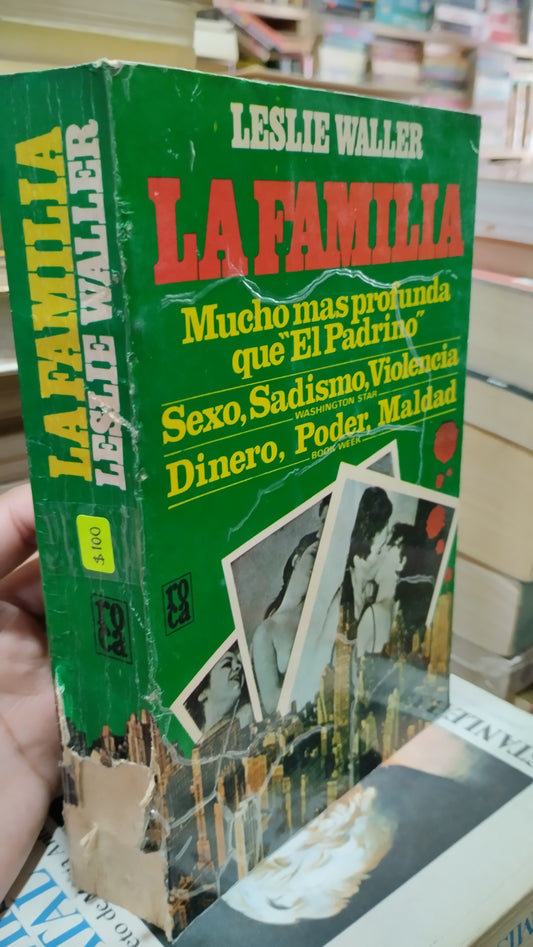 LESLIE WALLER
LA FAMILIA
Mucho mas profunda
que "El Padrino"
Sexo, Sadismo, Violencia
WASHINGTON STAR
Dinero, Poder, Maldad
BOOK WEEK
roca
LA FAMILIA
LESLIE WALLER
$100
roca
STANLE